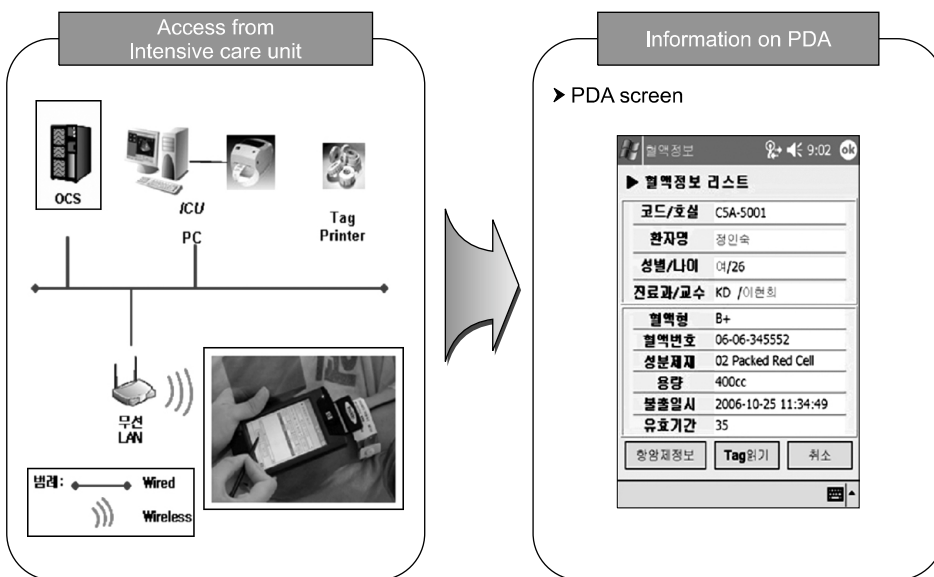 Access from
Intensive care unit
OCS
ICU
PC
Tag
Printer
무선
LAN
범례:
Wired
Wireless
Information on PDA
➤ PDA screen
혈액정보 9:02 ok
▶ 혈액정보 리스트
코드/호실 C5A-5001
환자명 정인숙
성별/나이 여/26
진료과/교수 KD /이현희
혈액형 B+
혈액번호 06-06-345552
성분제재 02 Packed Red Cell
용량 400cc
불출일시 2006-10-25 11:34:49
유효기간 35
항암제정보 Tag읽기 취소